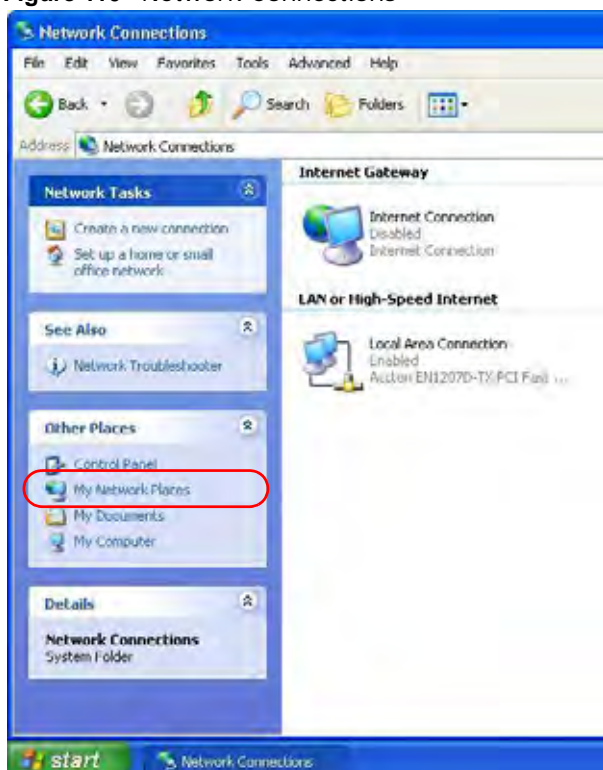 Network Connections
File Edit View Favorites Tools Advanced Help
Back Search Folders
Address Network Connections
Network Tasks
Create a new connection
Set up a home or small
office network
See Also
Network Troubleshooter
Other Places
Control Panel
My Network Places
My Documents
My Computer
Details
Network Connections
System Folder
Internet Gateway
Internet Connection
Disabled
Internet Connection
LAN or High-Speed Internet
Local Area Connection
Enabled
Accton EN1207D-TX PCI Fast ...
start Network Connections